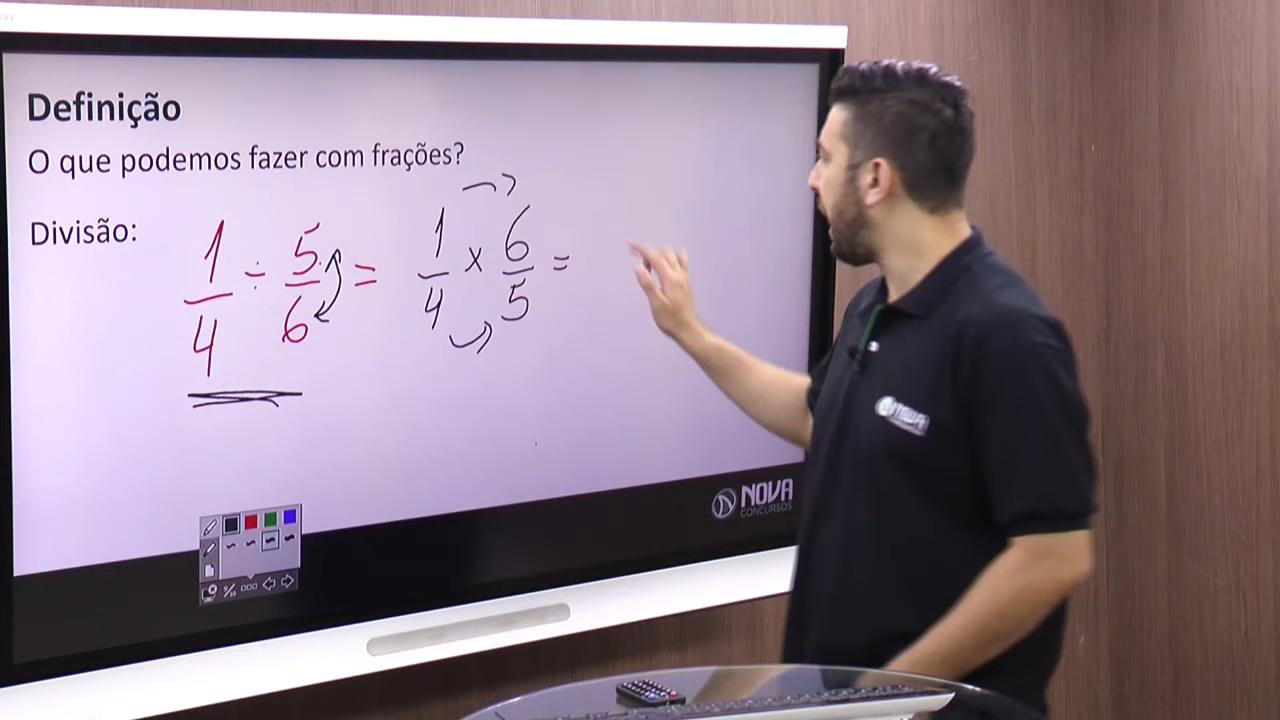 Definição
O que podemos fazer com frações?
Divisão:
1/4 ÷ 5/6 = 1/4 x 6/5 =
NOVA
CONCURSOS
NOVA